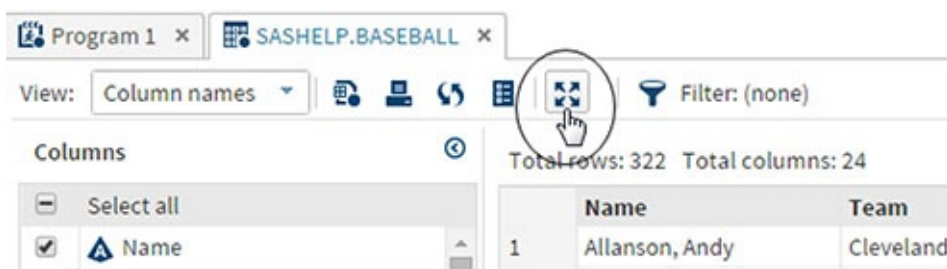 Program 1 × SASHELP.BASEBALL ×
View: Column names Filter: (none)
Columns
Total rows: 322 Total columns: 24
Select all
Name Team
Name
1 Allanson, Andy Cleveland